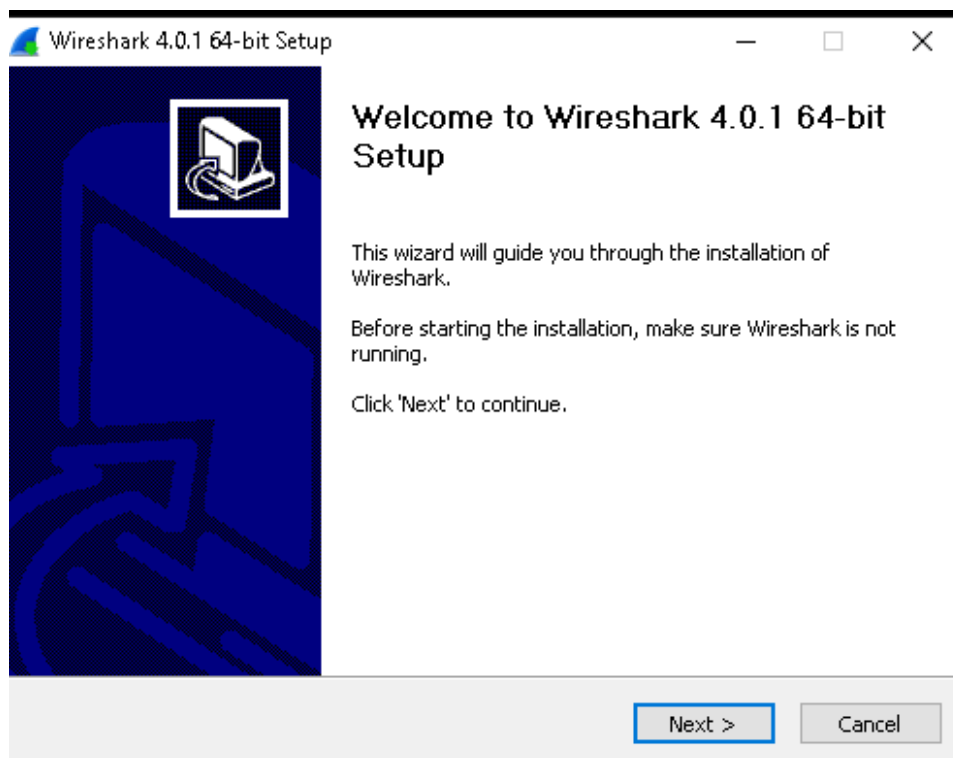 Wireshark 4.0.1 64-bit Setup
Welcome to Wireshark 4.0.1 64-bit
Setup
This wizard will guide you through the installation of
Wireshark.
Before starting the installation, make sure Wireshark is not
running.
Click 'Next' to continue.
Next >
Cancel